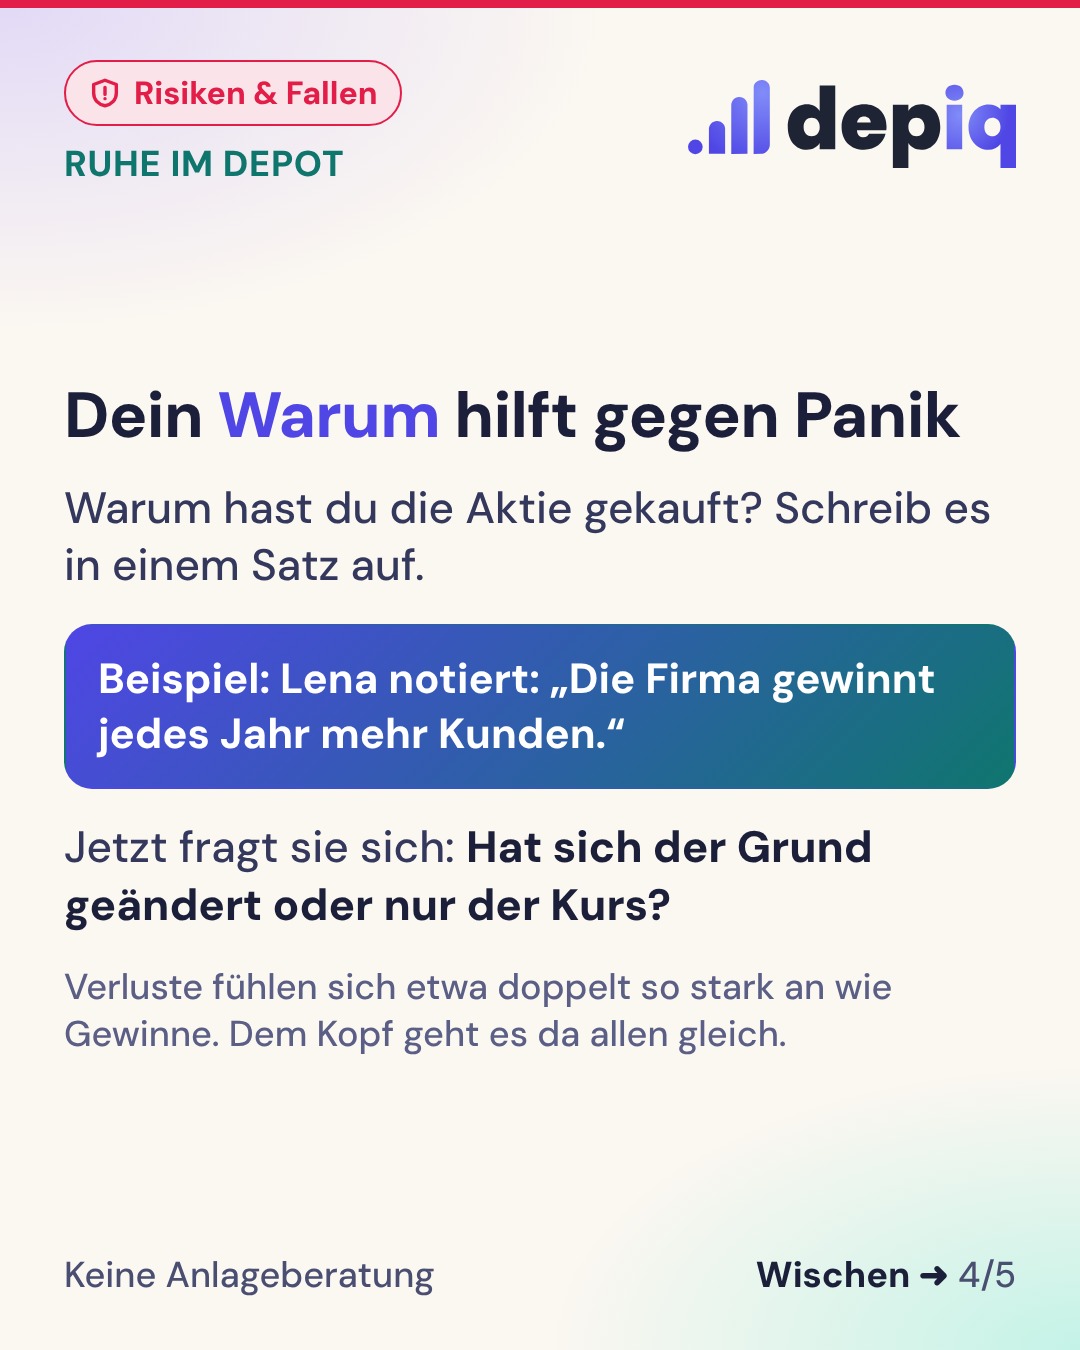 Risiken & Fallen
RUHE IM DEPOT
depiq
Dein Warum hilft gegen Panik
Warum hast du die Aktie gekauft? Schreib es
in einem Satz auf.
Beispiel: Lena notiert: „Die Firma gewinnt
jedes Jahr mehr Kunden.“
Jetzt fragt sie sich: Hat sich der Grund
geändert oder nur der Kurs?
Verluste fühlen sich etwa doppelt so stark an wie
Gewinne. Dem Kopf geht es da allen gleich.
Keine Anlageberatung
Wischen → 4/5